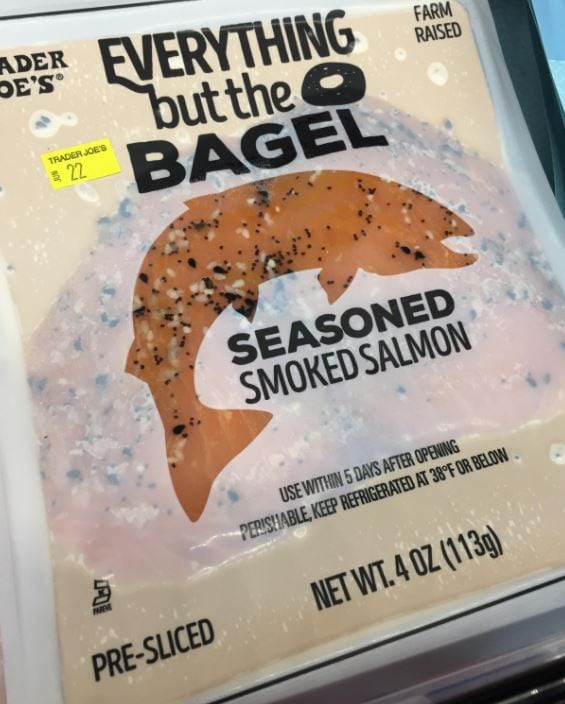 ADER
OE'S®
EVERYTHING
but the
BAGEL
FARM
RAISED
TRADER JOE'S
JUN 22
SEASONED
SMOKED SALMON
USE WITHIN 5 DAYS AFTER OPENING
PERISHABLE, KEEP REFRIGERATED AT 38°F OR BELOW
NET WT. 4 OZ (113g)
PAREVE
PRE-SLICED